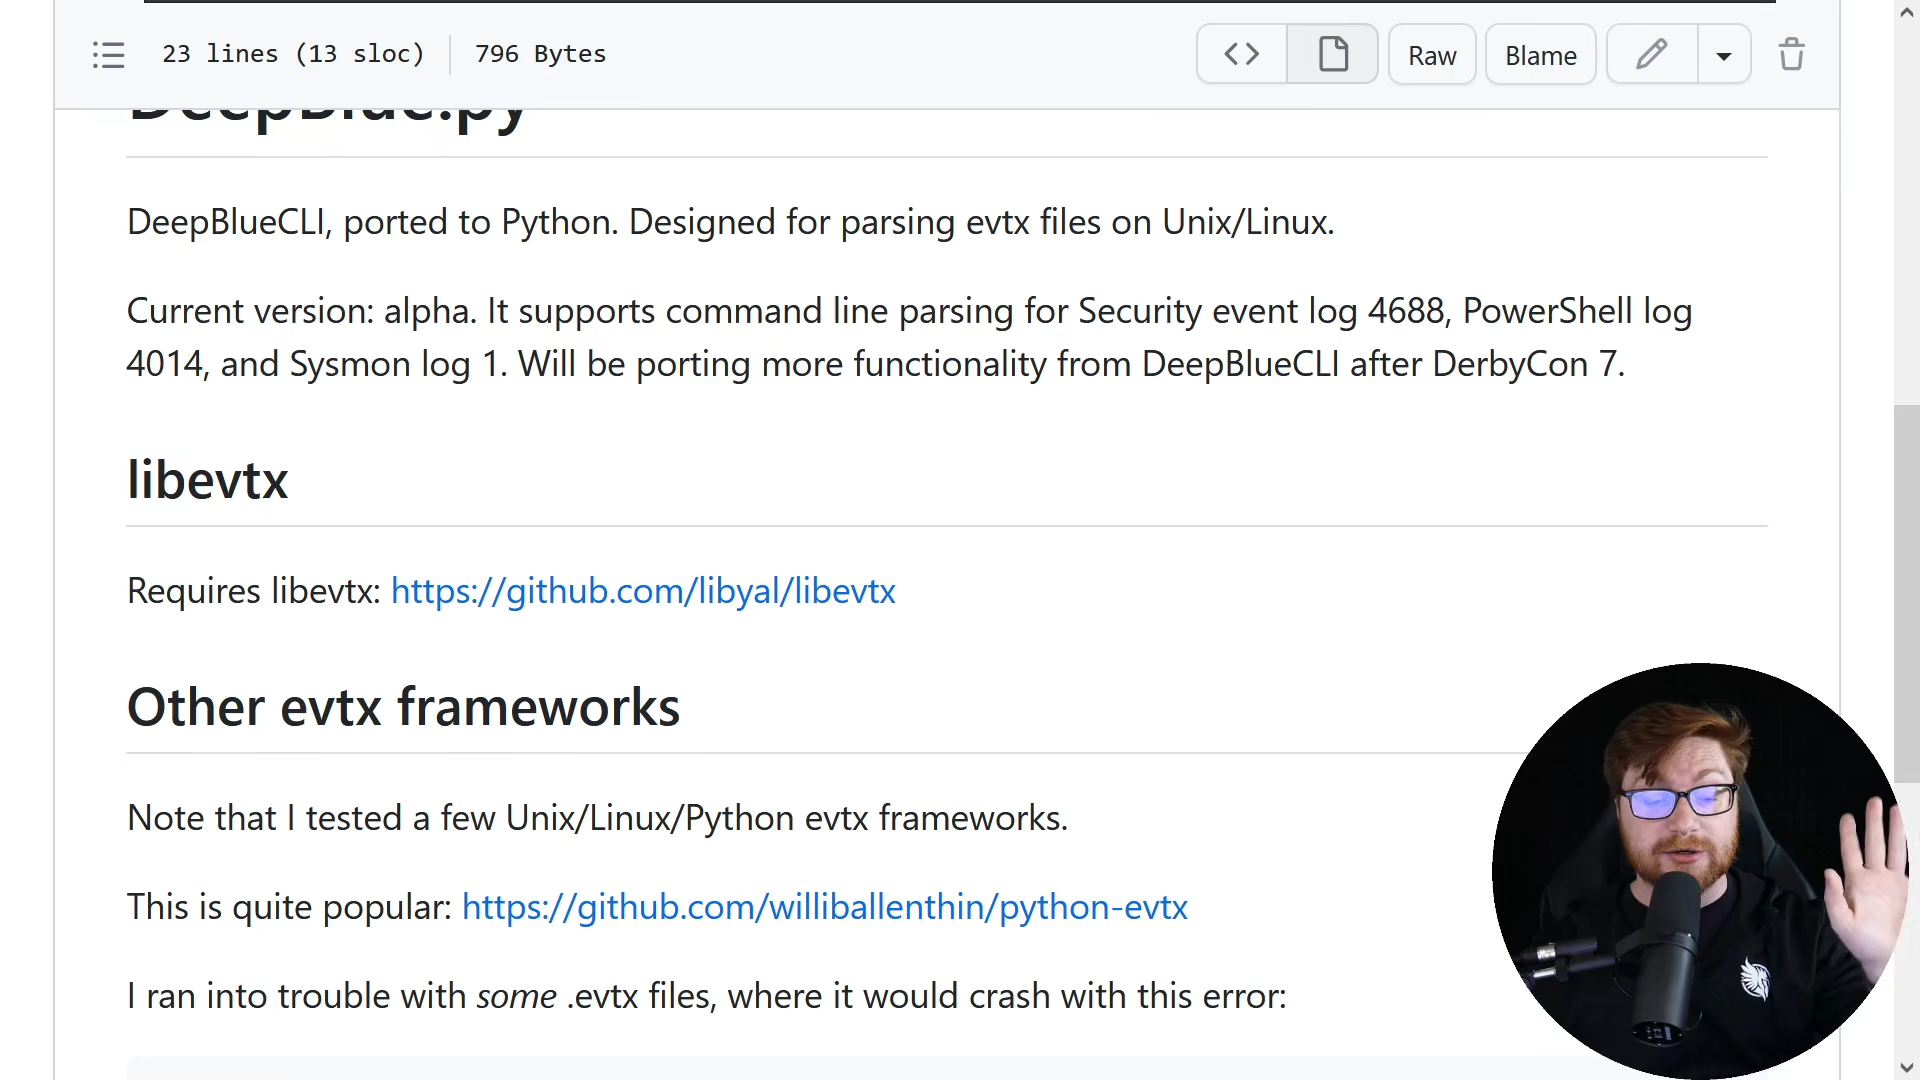 23 lines (13 sloc) 796 Bytes Raw Blame
DeepBlue.py
DeepBlueCLI, ported to Python. Designed for parsing evtx files on Unix/Linux.
Current version: alpha. It supports command line parsing for Security event log 4688, PowerShell log
4014, and Sysmon log 1. Will be porting more functionality from DeepBlueCLI after DerbyCon 7.
libevtx
Requires libevtx: https://github.com/libyal/libevtx
Other evtx frameworks
Note that I tested a few Unix/Linux/Python evtx frameworks.
This is quite popular: https://github.com/williballenthin/python-evtx
I ran into trouble with some .evtx files, where it would crash with this error: